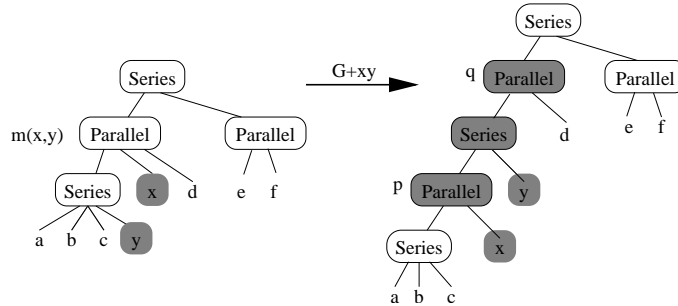 Series
G+xy
Series
q Parallel
Parallel
m(x,y) Parallel
Parallel
e f
Series
d
Series
x
d
e f
p Parallel
y
a b c y
Series
x
a b c